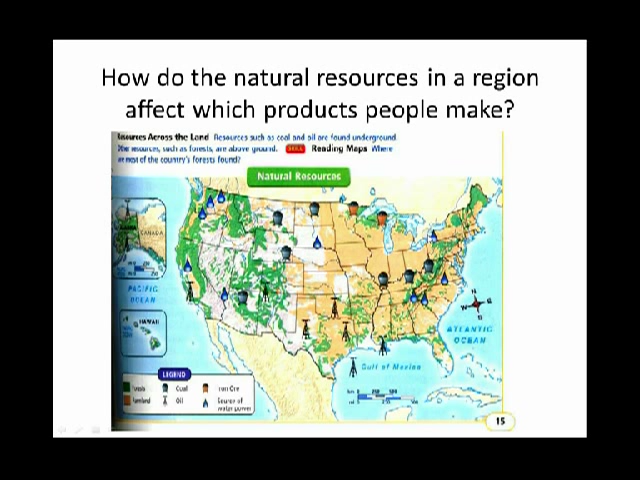 How do the natural resources in a region
affect which products people make?
Resources Across the Land Resources such as coal and oil are found underground.
resources, such as forests, are above ground. SKILL Reading Maps Where
most of the country's forests found?
Natural Resources
CANADA
PACIFIC
OCEAN
HAWAII
N
W E
S
ATLANTIC
OCEAN
Gulf of Mexico
LEGEND
Forests Coal Iron Ore
Farmland Oil Source of
water power
15